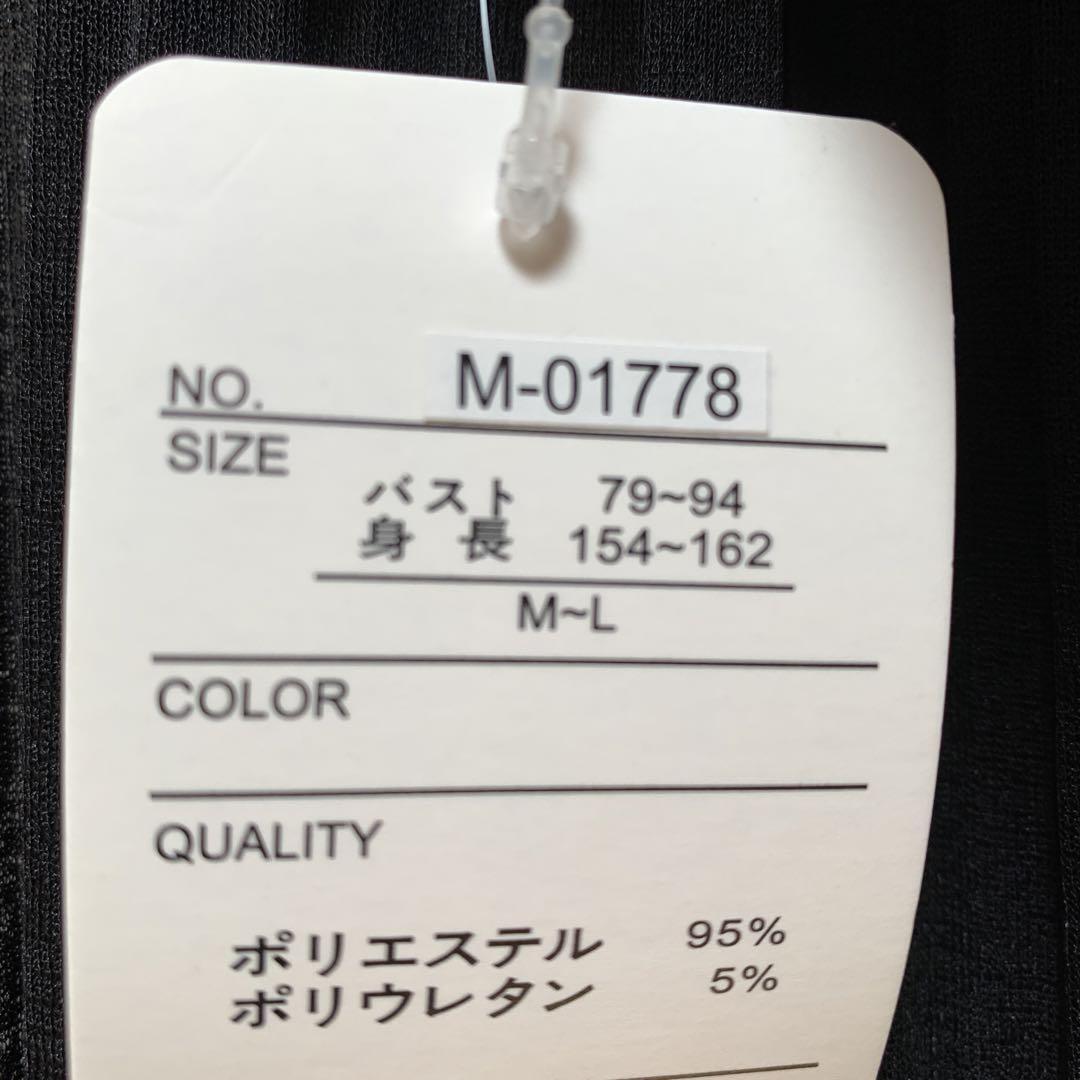 NO. M-01778
SIZE
バスト 79~94
身 長 154~162
M~L
COLOR
QUALITY
ポリエステル 95%
ポリウレタン 5%